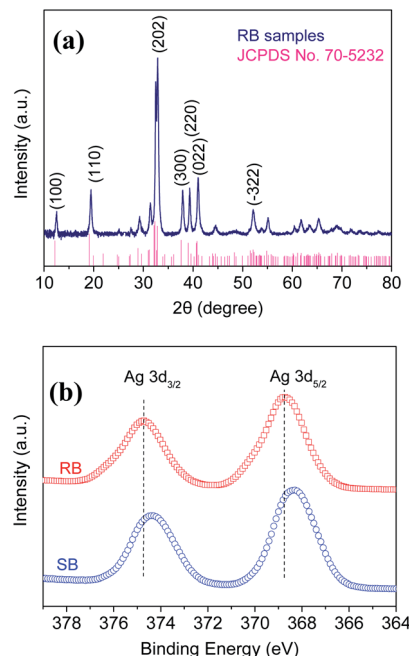 (a)
RB samples
JCPDS No. 70-5232
(100)
(110)
(202)
(300)
(220)
(022)
(-322)
Intensity (a.u.)
10 20 30 40 50 60 70 80
2θ (degree)
(b)
Ag 3d3/2
Ag 3d5/2
RB
SB
Intensity (a.u.)
378 376 374 372 370 368 366 364
Binding Energy (eV)